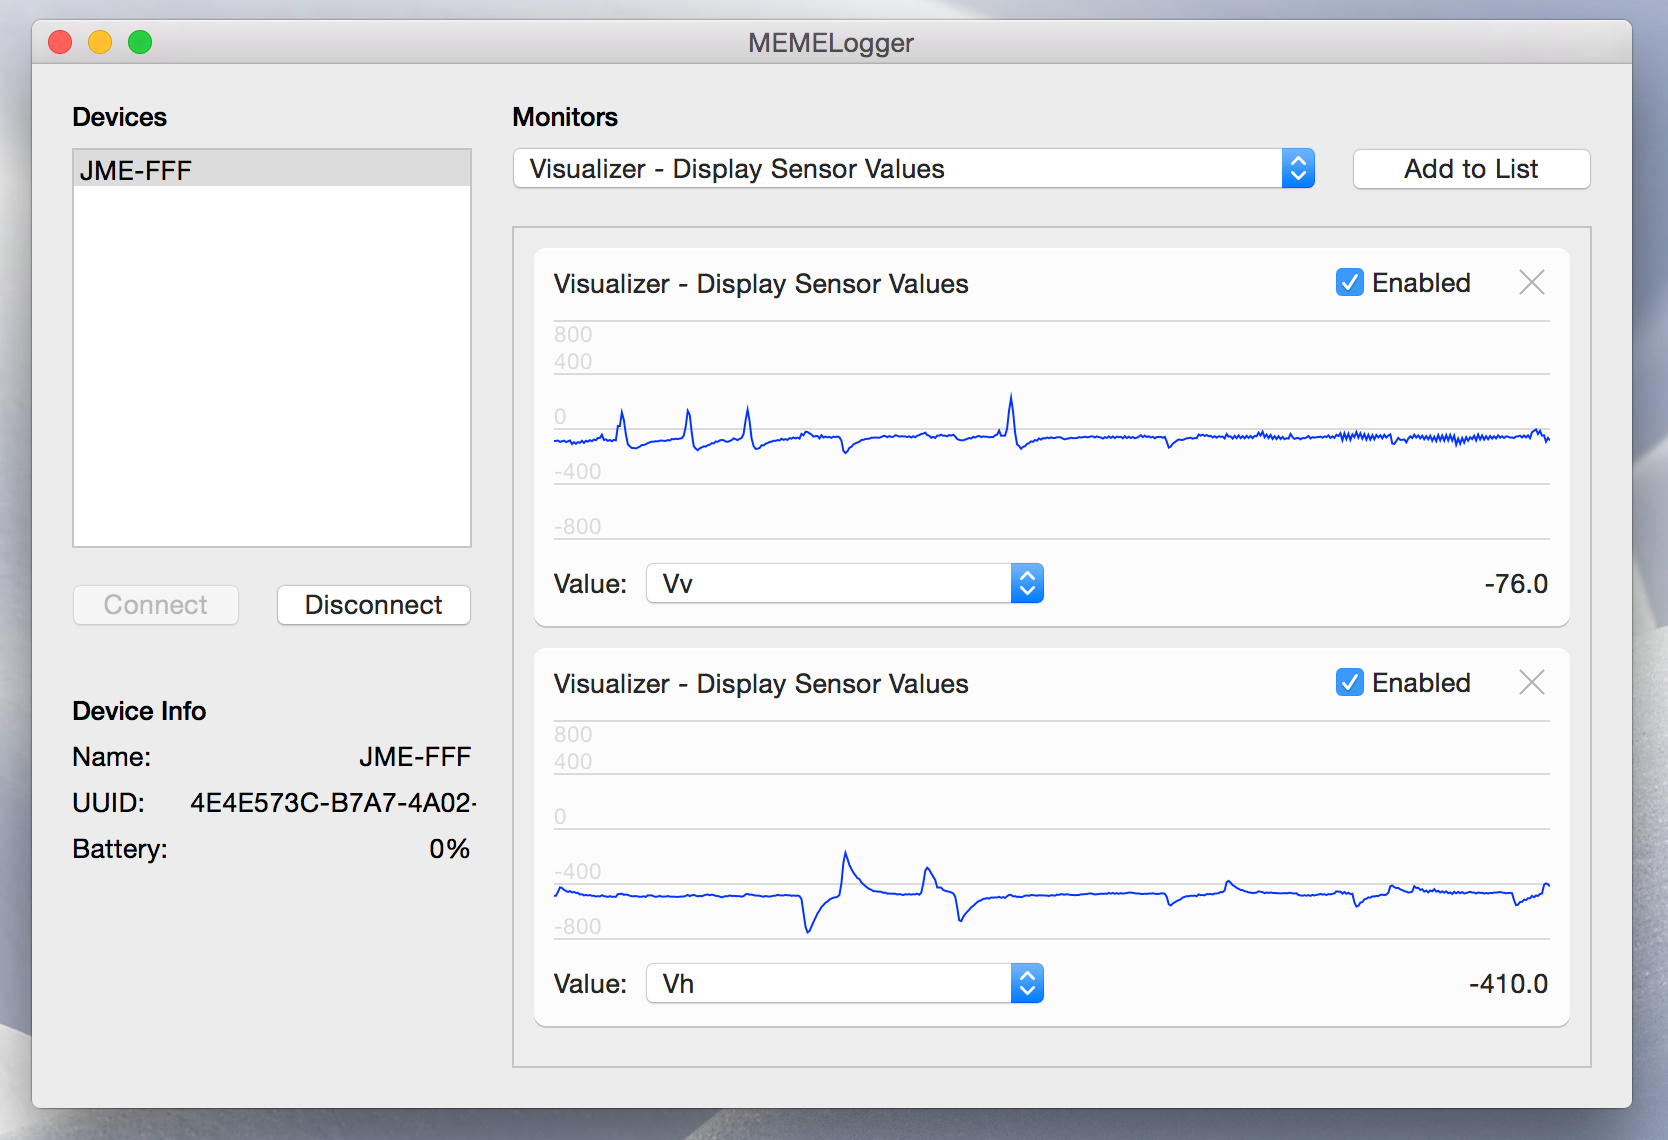 MEMELogger
Devices
JME-FFF
Connect
Disconnect
Device Info
Name: JME-FFF
UUID: 4E4E573C-B7A7-4A02-
Battery: 0%
Monitors
Visualizer - Display Sensor Values
Add to List
Visualizer - Display Sensor Values
Enabled
800
400
0
-400
-800
Value: Vv -76.0
Visualizer - Display Sensor Values
Enabled
800
400
0
-400
-800
Value: Vh -410.0